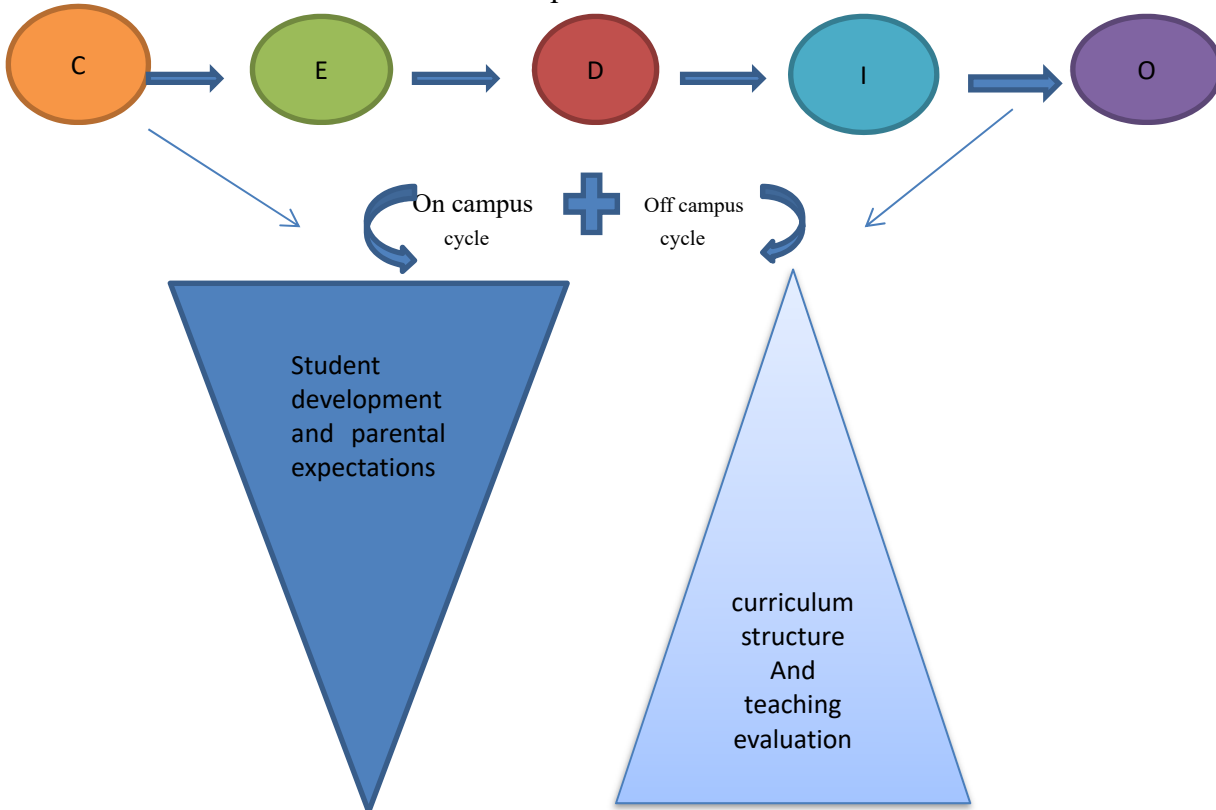 C
E
D
I
O
On campus
cycle
Off campus
cycle
Student
development
and parental
expectations
curriculum
structure
And
teaching
evaluation